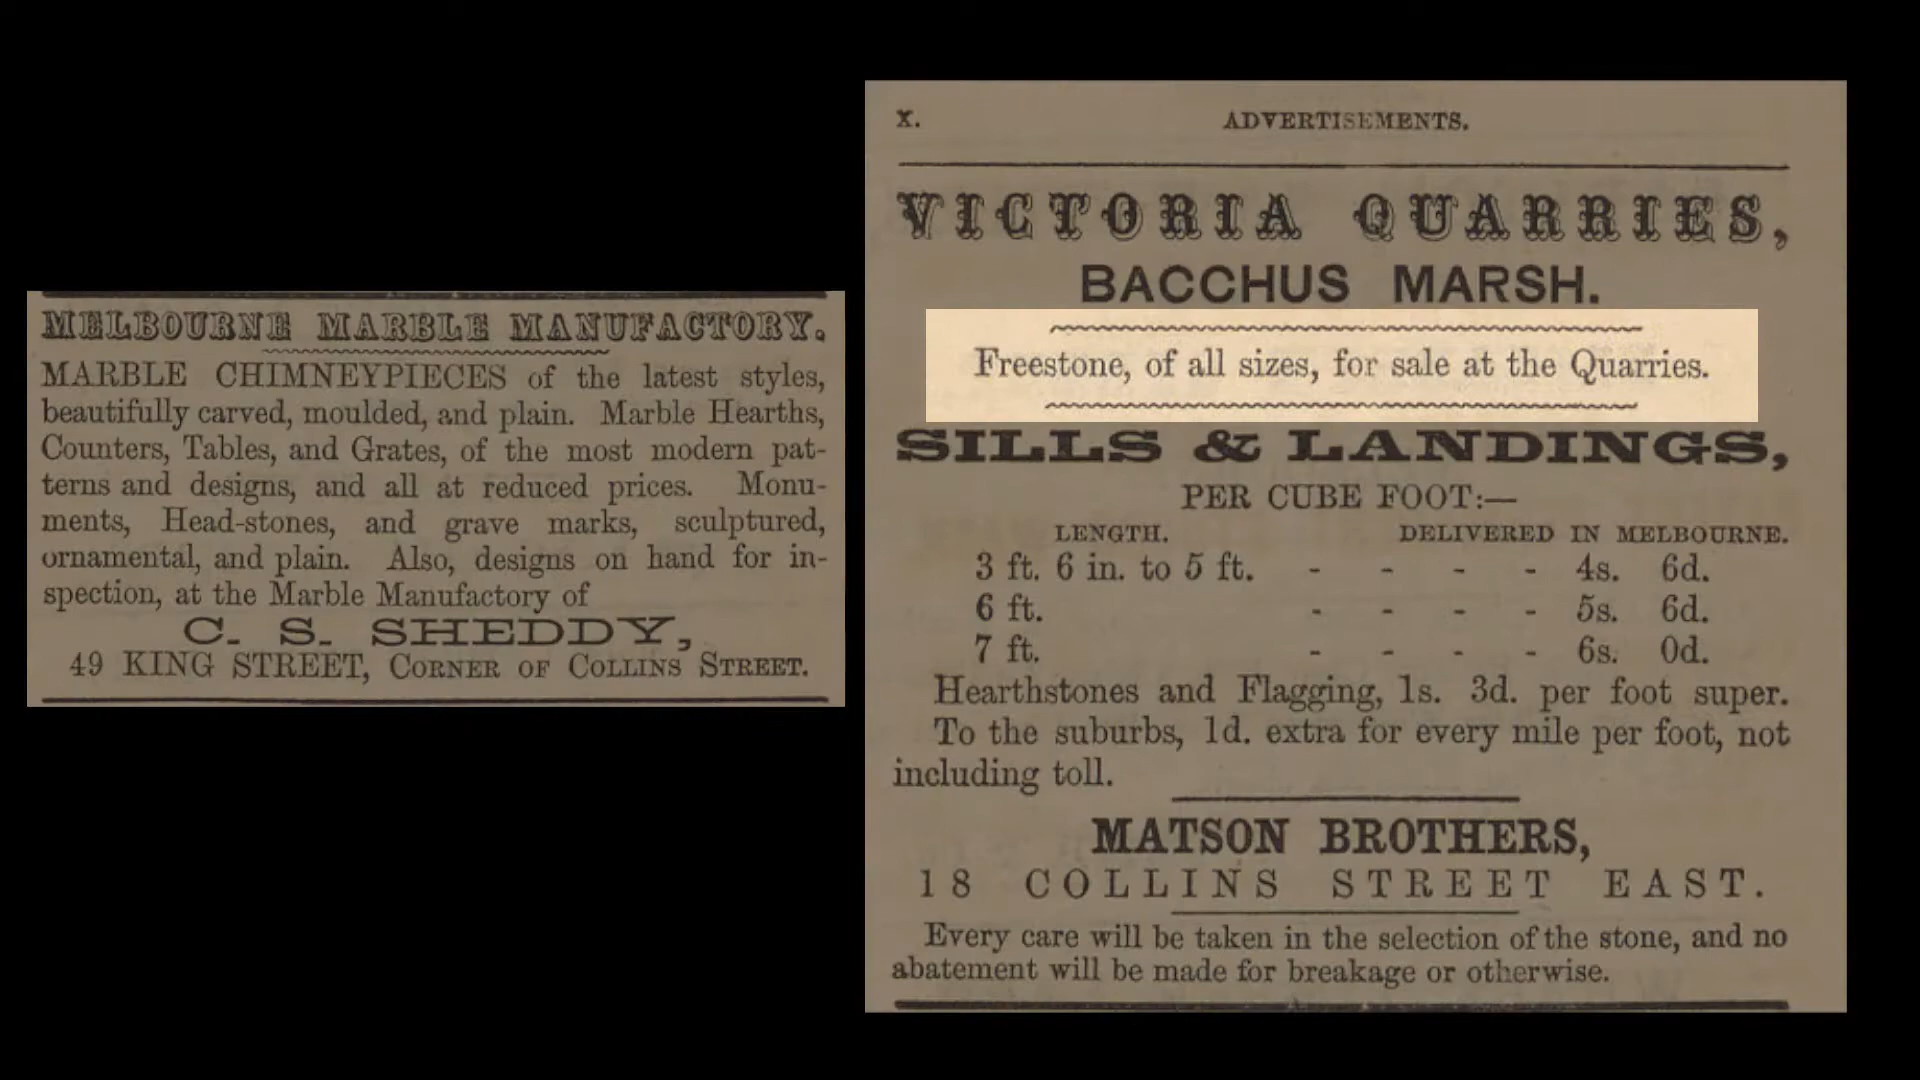 MELBOURNE MARBLE MANUFACTORY.
MARBLE CHIMNEYPIECES of the latest styles,
beautifully carved, moulded, and plain. Marble Hearths,
Counters, Tables, and Grates, of the most modern pat-
terns and designs, and all at reduced prices. Monu-
ments, Head-stones, and grave marks, sculptured,
ornamental, and plain. Also, designs on hand for in-
spection, at the Marble Manufactory of
C. S. SHEDDY,
49 KING STREET, CORNER OF COLLINS STREET.
X. ADVERTISEMENTS.
VICTORIA QUARRIES,
BACCHUS MARSH.
Freestone, of all sizes, for sale at the Quarries.
SILLS & LANDINGS,
PER CUBE FOOT:—
LENGTH. DELIVERED IN MELBOURNE.
3 ft. 6 in. to 5 ft. - - - - 4s. 6d.
6 ft. - - - - 5s. 6d.
7 ft. - - - - 6s. 0d.
Hearthstones and Flagging, 1s. 3d. per foot super.
To the suburbs, 1d. extra for every mile per foot, not
including toll.
MATSON BROTHERS,
18 COLLINS STREET EAST.
Every care will be taken in the selection of the stone, and no
abatement will be made for breakage or otherwise.